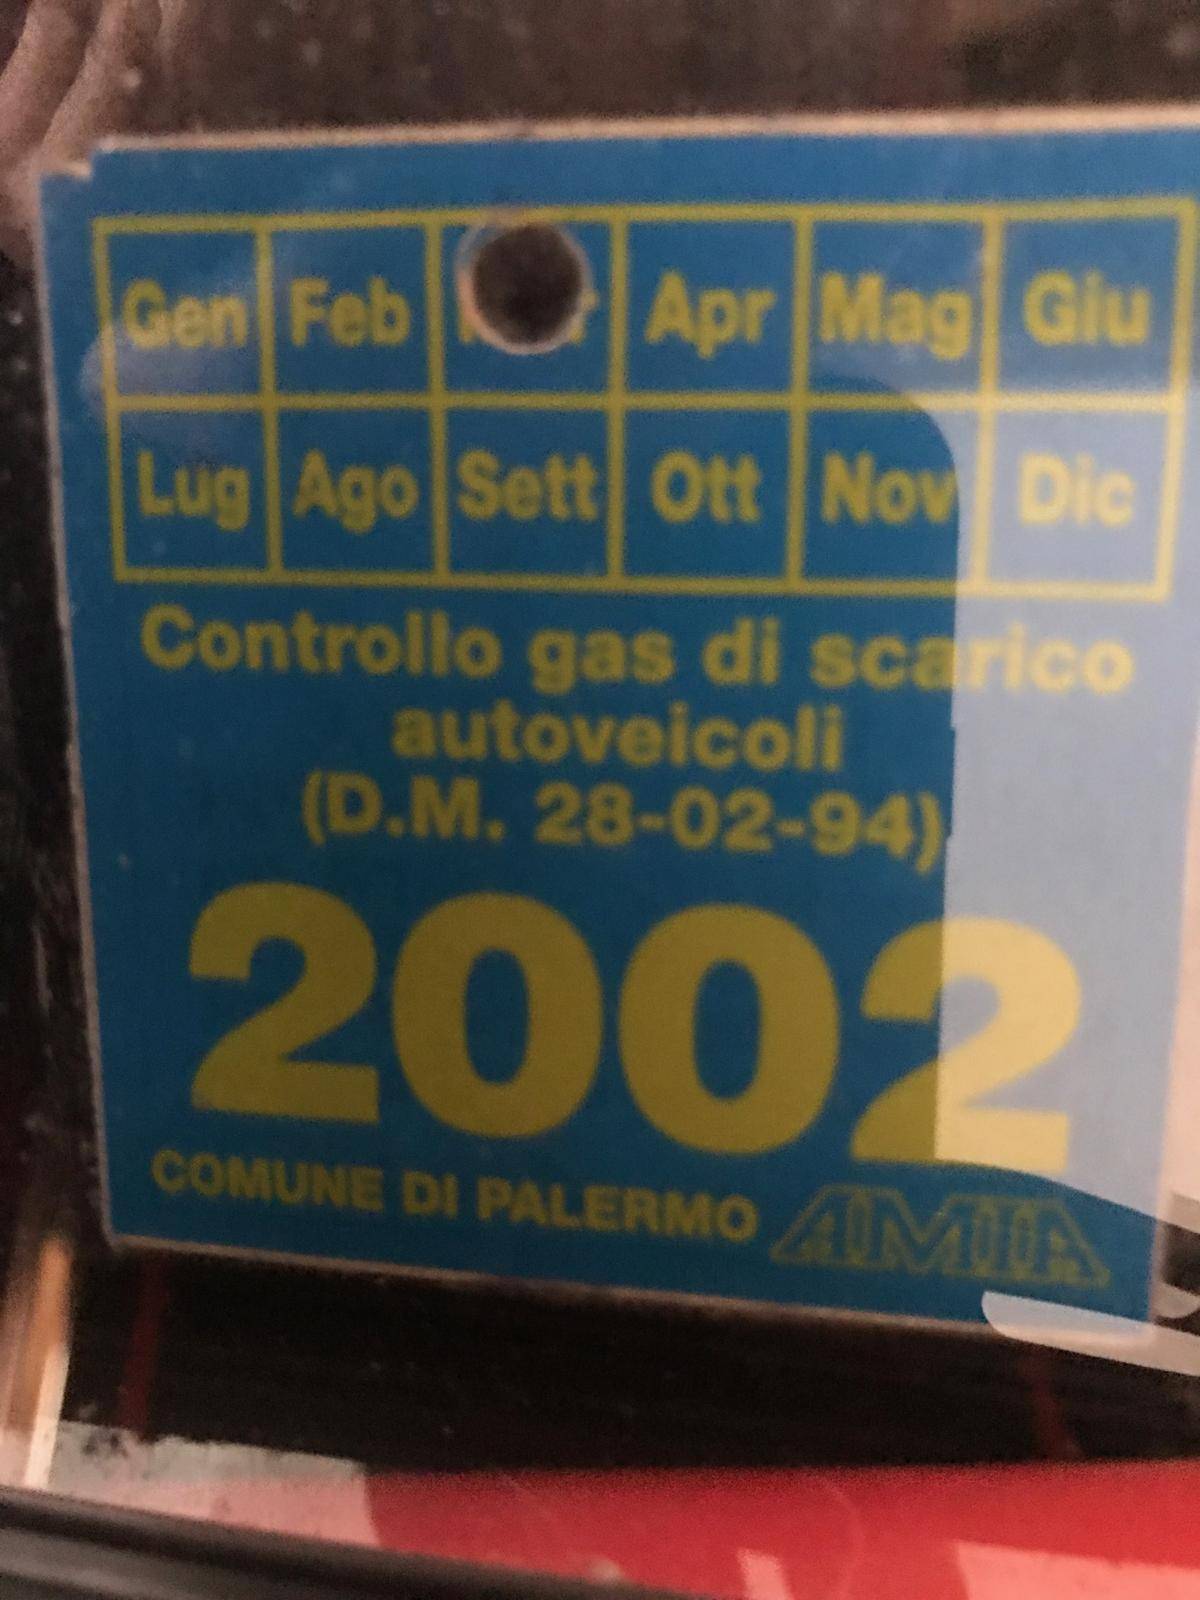 Gen Feb Apr Mag Giu
Lug Ago Sett Ott Nov Dic
Controllo gas di scarico
autoveicoli
(D.M. 28-02-94)
2002
COMUNE DI PALERMO AMIA